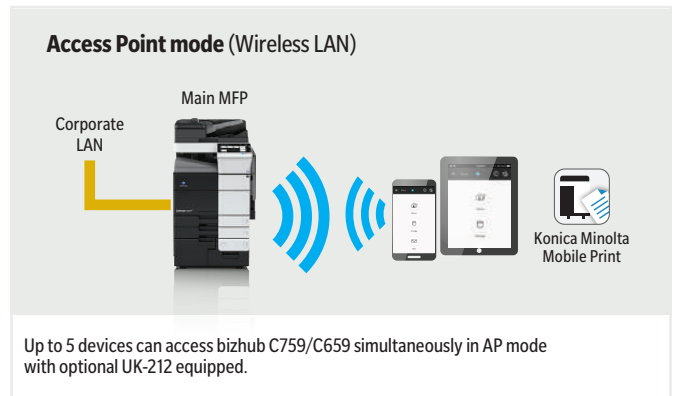 Access Point mode (Wireless LAN)
Main MFP
Corporate
LAN
Konica Minolta
Mobile Print
Up to 5 devices can access bizhub C759/C659 simultaneously in AP mode
with optional UK-212 equipped.